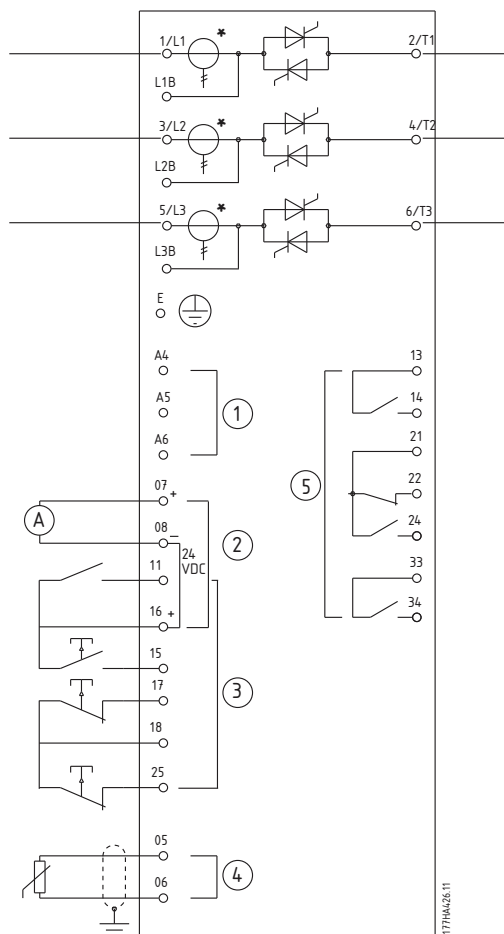 1/L1 * 2/T1
L1B
3/L2 * 4/T2
L2B
5/L3 * 6/T3
L3B
E
A4 13
A5 14
A6 1 21
5 22
07 + 24
A 08 – 2
24
VDC
11 33
16 + 34
15
17 3
18
25
05
4
06
177HA426.11